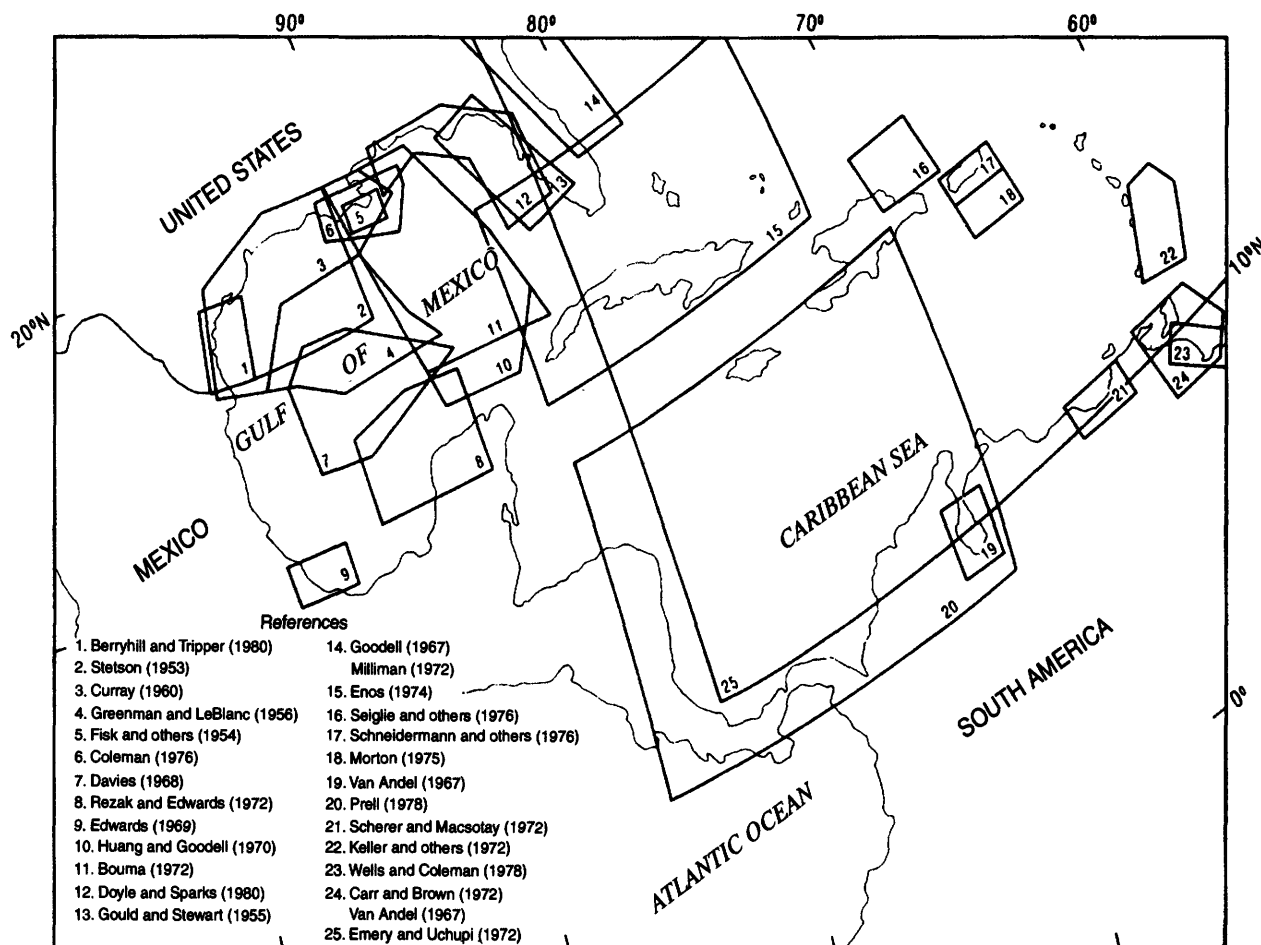 90º 80º 70º 60º
UNITED STATES
14
16
17
18
12 13
5
6
15
22
3
MEXICO
10ºN
20ºN
2
11
1
OF 4
10
23
24
21
GULF
7
8
CARIBBEAN SEA
MEXICO
9
19
20
25
SOUTH AMERICA
0º
ATLANTIC OCEAN
References
1. Berryhill and Tripper (1980)
2. Stetson (1953)
3. Curray (1960)
4. Greenman and LeBlanc (1956)
5. Fisk and others (1954)
6. Coleman (1976)
7. Davies (1968)
8. Rezak and Edwards (1972)
9. Edwards (1969)
10. Huang and Goodell (1970)
11. Bouma (1972)
12. Doyle and Sparks (1980)
13. Gould and Stewart (1955)
14. Goodell (1967)
Milliman (1972)
15. Enos (1974)
16. Seiglie and others (1976)
17. Schneidermann and others (1976)
18. Morton (1975)
19. Van Andel (1967)
20. Prell (1978)
21. Scherer and Macsotay (1972)
22. Keller and others (1972)
23. Wells and Coleman (1978)
24. Carr and Brown (1972)
Van Andel (1967)
25. Emery and Uchupi (1972)